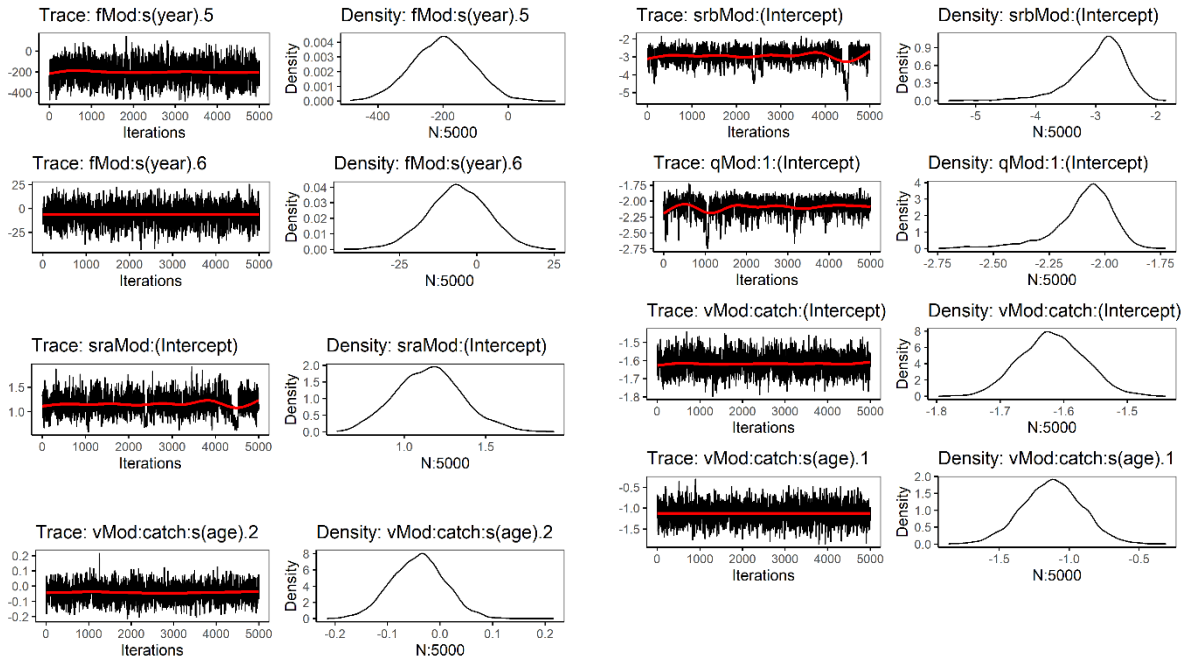 Trace: fMod:s(year).5
0
-200
-400
0 1000 2000 3000 4000 5000
Iterations
Density: fMod:s(year).5
Density
0.004
0.003
0.002
0.001
0.000
-400 -200 0
N:5000
Trace: fMod:s(year).6
25
0
-25
0 1000 2000 3000 4000 5000
Iterations
Density: fMod:s(year).6
Density
0.04
0.03
0.02
0.01
0.00
-25 0 25
N:5000
Trace: sraMod:(Intercept)
1.5
1.0
0 1000 2000 3000 4000 5000
Iterations
Density: sraMod:(Intercept)
Density
2.0
1.5
1.0
0.5
0.0
1.0 1.5
N:5000
Trace: vMod:catch:s(age).2
0.2
0.1
0.0
-0.1
-0.2
0 1000 2000 3000 4000 5000
Iterations
Density: vMod:catch:s(age).2
Density
8
6
4
2
0
-0.2 -0.1 0.0 0.1 0.2
N:5000
Trace: srbMod:(Intercept)
-2
-3
-4
-5
0 1000 2000 3000 4000 5000
Iterations
Density: srbMod:(Intercept)
Density
0.9
0.6
0.3
0.0
-5 -4 -3 -2
N:5000
Trace: qMod:1:(Intercept)
-1.75
-2.00
-2.25
-2.50
-2.75
0 1000 2000 3000 4000 5000
Iterations
Density: qMod:1:(Intercept)
Density
4
3
2
1
0
-2.75 -2.50 -2.25 -2.00 -1.75
N:5000
Trace: vMod:catch:(Intercept)
-1.5
-1.6
-1.7
-1.8
0 1000 2000 3000 4000 5000
Iterations
Density: vMod:catch:(Intercept)
Density
8
6
4
2
0
-1.8 -1.7 -1.6 -1.5
N:5000
Trace: vMod:catch:s(age).1
-0.5
-1.0
-1.5
0 1000 2000 3000 4000 5000
Iterations
Density: vMod:catch:s(age).1
Density
2.0
1.5
1.0
0.5
0.0
-1.5 -1.0 -0.5
N:5000